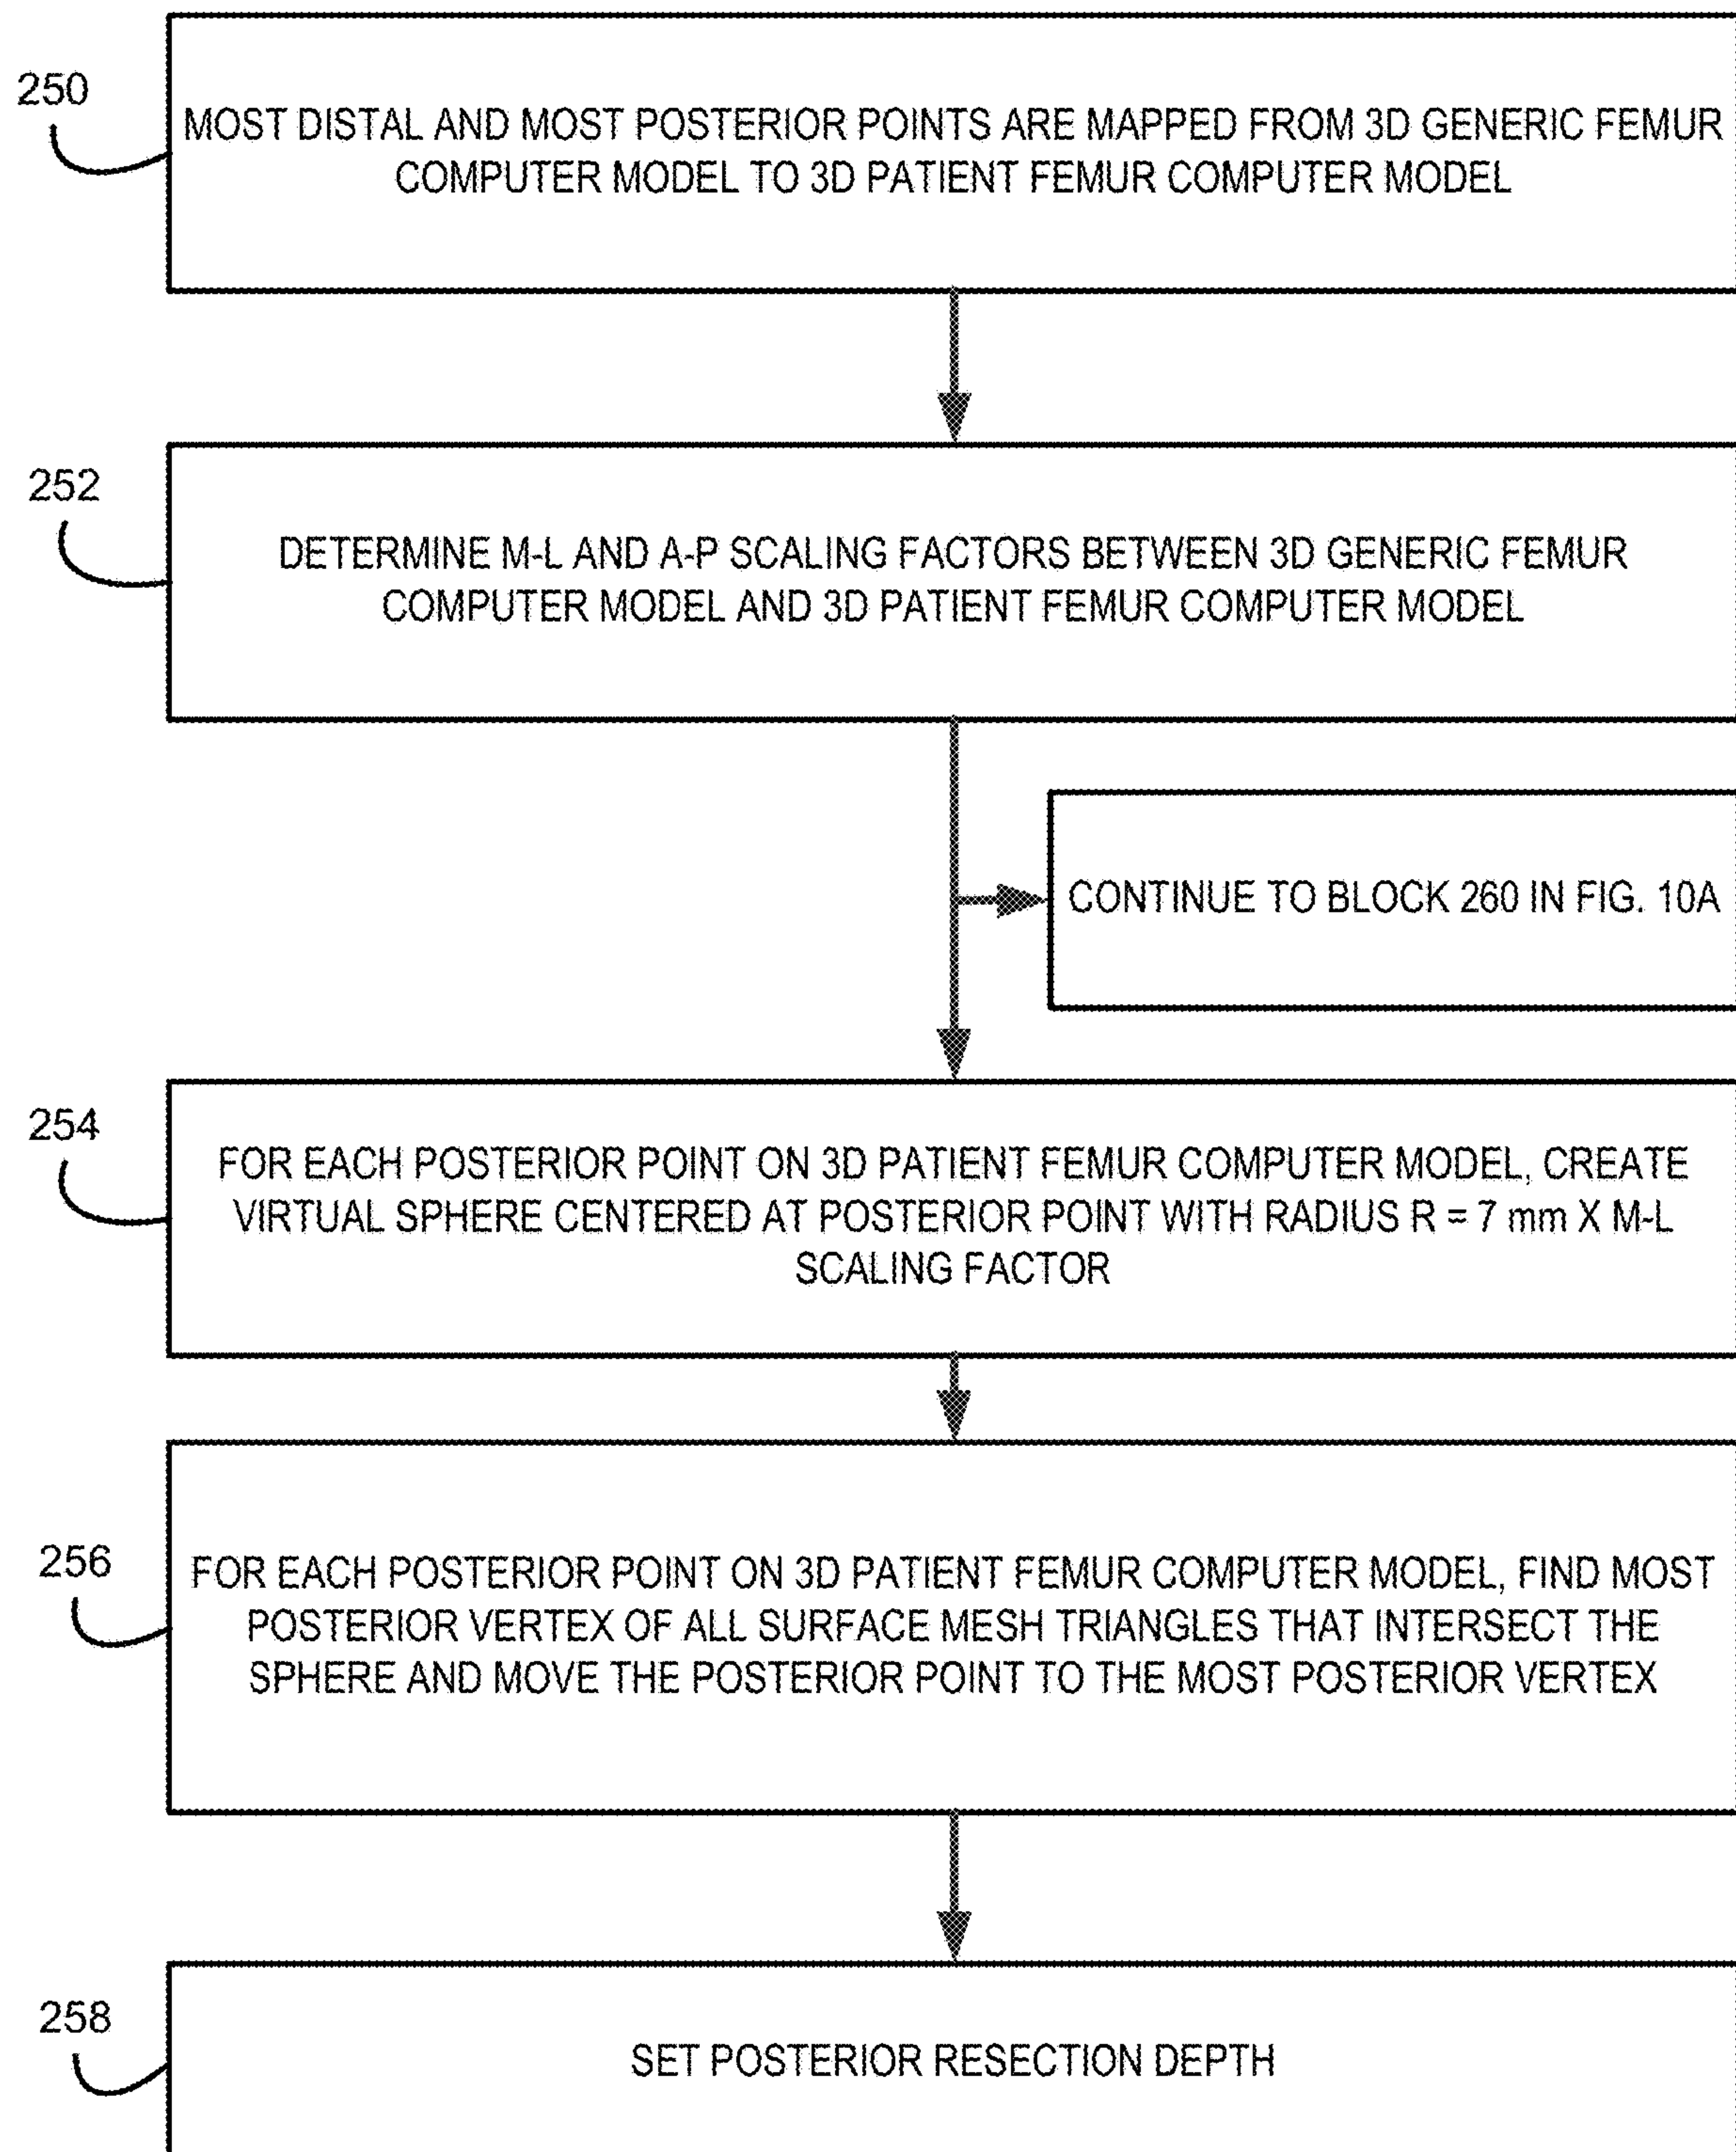 250
MOST DISTAL AND MOST POSTERIOR POINTS ARE MAPPED FROM 3D GENERIC FEMUR
COMPUTER MODEL TO 3D PATIENT FEMUR COMPUTER MODEL
252
DETERMINE M-L AND A-P SCALING FACTORS BETWEEN 3D GENERIC FEMUR
COMPUTER MODEL AND 3D PATIENT FEMUR COMPUTER MODEL
CONTINUE TO BLOCK 260 IN FIG. 10A
254
FOR EACH POSTERIOR POINT ON 3D PATIENT FEMUR COMPUTER MODEL, CREATE
VIRTUAL SPHERE CENTERED AT POSTERIOR POINT WITH RADIUS R = 7 mm X M-L
SCALING FACTOR
256
FOR EACH POSTERIOR POINT ON 3D PATIENT FEMUR COMPUTER MODEL, FIND MOST
POSTERIOR VERTEX OF ALL SURFACE MESH TRIANGLES THAT INTERSECT THE
SPHERE AND MOVE THE POSTERIOR POINT TO THE MOST POSTERIOR VERTEX
258
SET POSTERIOR RESECTION DEPTH